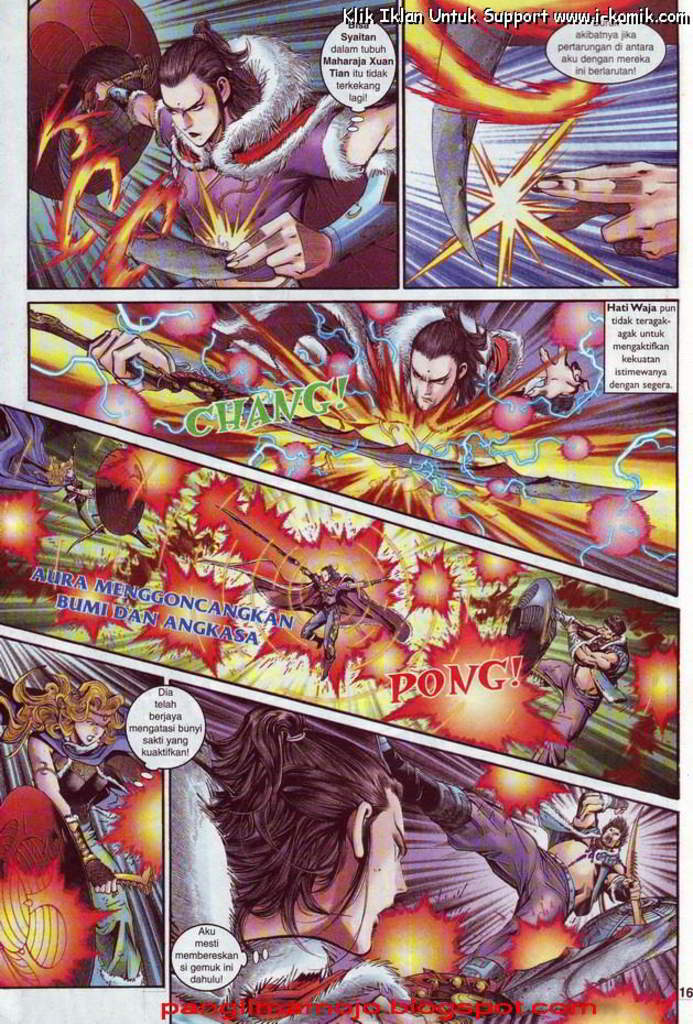 Klik Iklan Untuk Support www.i-komik.com
Bisa
Syaitan
dalam tubuh
Maharaja Xuan
Tian itu tidak
terkekang
lagi!
akibatnya jika
pertarungan di antara
aku dengan mereka
ini berlarutan!
Hati Waja pun
tidak teragak-
agak untuk
mengaktifkan
kekuatan
istimewanya
dengan segera.
CHANG!
AURA MENGGONCANGKAN
BUMI DAN ANGKASA
PONG!
Dia
telah
berjaya
mengatasi bunyi
sakti yang
kuaktifkan!
Aku
mesti
membereskan
si gemuk ini
dahulu!
16
panglimamojo.blogspot.com